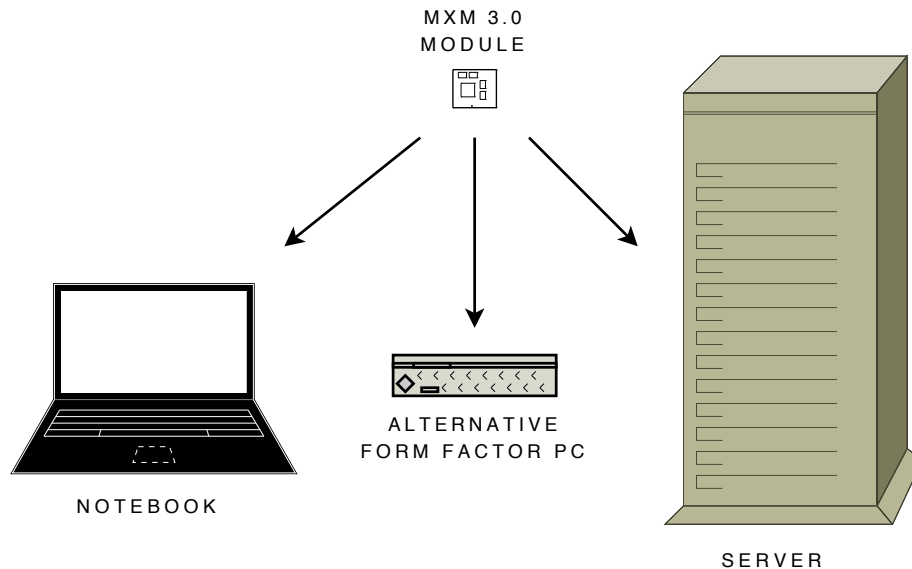 MXM 3.0
MODULE
ALTERNATIVE
FORM FACTOR PC
NOTEBOOK
SERVER